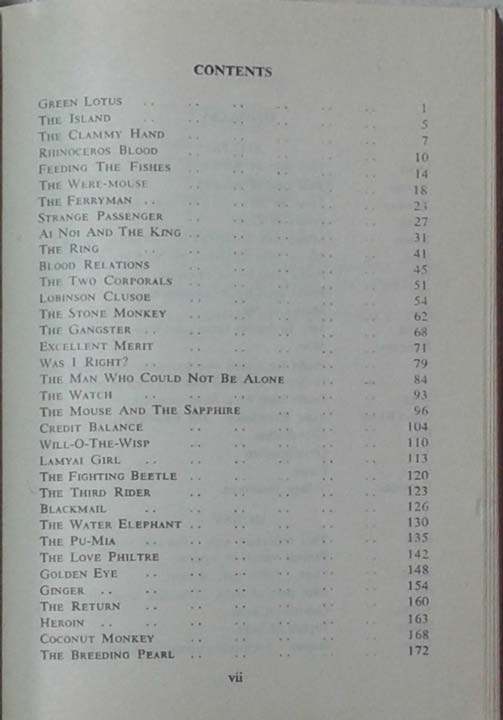 CONTENTS
GREEN LOTUS .. .. .. .. .. .. 1
THE ISLAND .. .. .. .. .. .. 5
THE CLAMMY HAND .. .. .. .. .. 7
RHINOCEROS BLOOD .. .. .. .. .. 10
FEEDING THE FISHES .. .. .. .. .. 14
THE WERE-MOUSE .. .. .. .. .. 18
THE FERRYMAN .. .. .. .. .. .. 23
STRANGE PASSENGER .. .. .. .. .. 27
AI NOI AND THE KING .. .. .. .. .. 31
THE RING .. .. .. .. .. .. 41
BLOOD RELATIONS .. .. .. .. .. 45
THE TWO CORPORALS .. .. .. .. .. 51
LOBINSON CLUSOE .. .. .. .. .. 54
THE STONE MONKEY .. .. .. .. .. 62
THE GANGSTER .. .. .. .. .. .. 68
EXCELLENT MERIT .. .. .. .. .. 71
WAS I RIGHT? .. .. .. .. .. .. 79
THE MAN WHO COULD NOT BE ALONE .. .. .. 84
THE WATCH .. .. .. .. .. .. 93
THE MOUSE AND THE SAPPHIRE .. .. .. 96
CREDIT BALANCE .. .. .. .. .. 104
WILL-O-THE-WISP .. .. .. .. .. 110
LAMYAI GIRL .. .. .. .. .. .. 113
THE FIGHTING BEETLE .. .. .. .. .. 120
THE THIRD RIDER .. .. .. .. .. 123
BLACKMAIL .. .. .. .. .. .. 126
THE WATER ELEPHANT .. .. .. .. .. 130
THE PU-MIA .. .. .. .. .. .. 135
THE LOVE PHILTRE .. .. .. .. .. 142
GOLDEN EYE .. .. .. .. .. .. 148
GINGER .. .. .. .. .. .. .. 154
THE RETURN .. .. .. .. .. .. 160
HEROIN .. .. .. .. .. .. .. 163
COCONUT MONKEY .. .. .. .. .. 168
THE BREEDING PEARL .. .. .. .. .. 172
vii